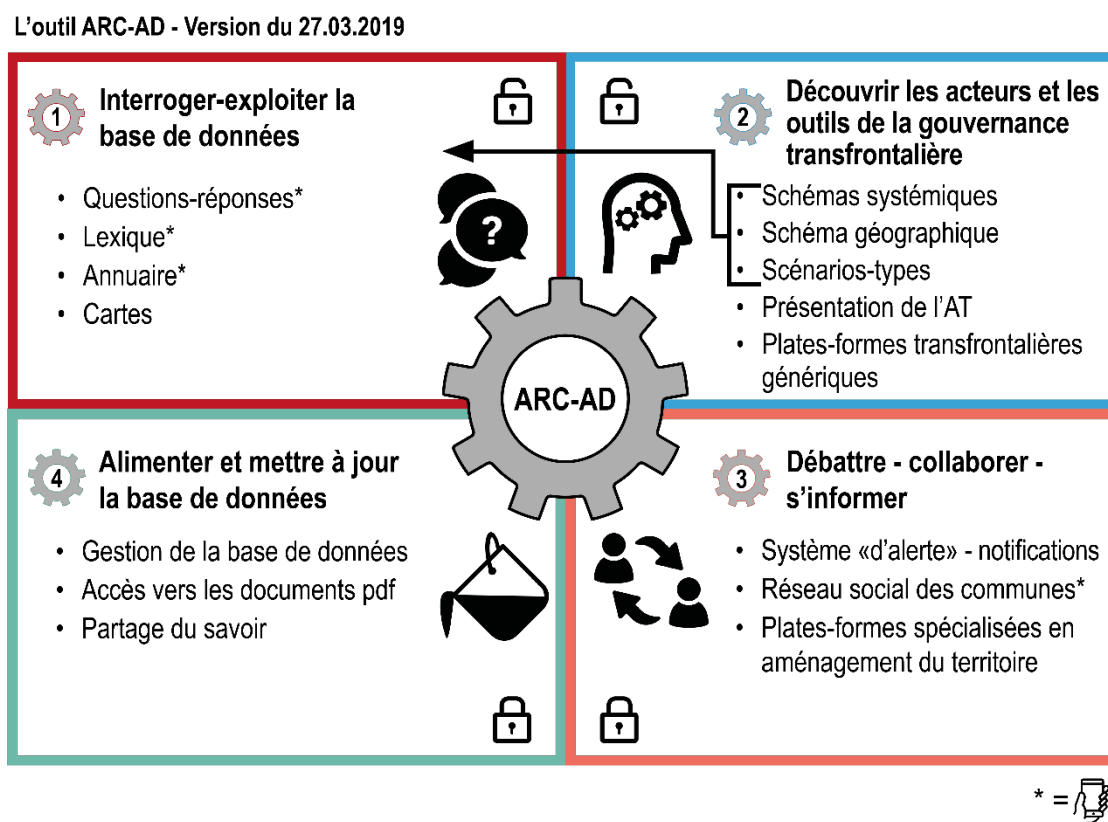 L'outil ARC-AD - Version du 27.03.2019
1
Interroger-exploiter la
base de données
• Questions-réponses*
• Lexique*
• Annuaire*
• Cartes
?
2
Découvrir les acteurs et les
outils de la gouvernance
transfrontalière
• Schémas systémiques
• Schéma géographique
• Scénarios-types
• Présentation de l'AT
• Plates-formes transfrontalières
génériques
ARC-AD
4
Alimenter et mettre à jour
la base de données
• Gestion de la base de données
• Accès vers les documents pdf
• Partage du savoir
3
Débattre - collaborer -
s'informer
• Système «d'alerte» - notifications
• Réseau social des communes*
• Plates-formes spécialisées en
aménagement du territoire
* =